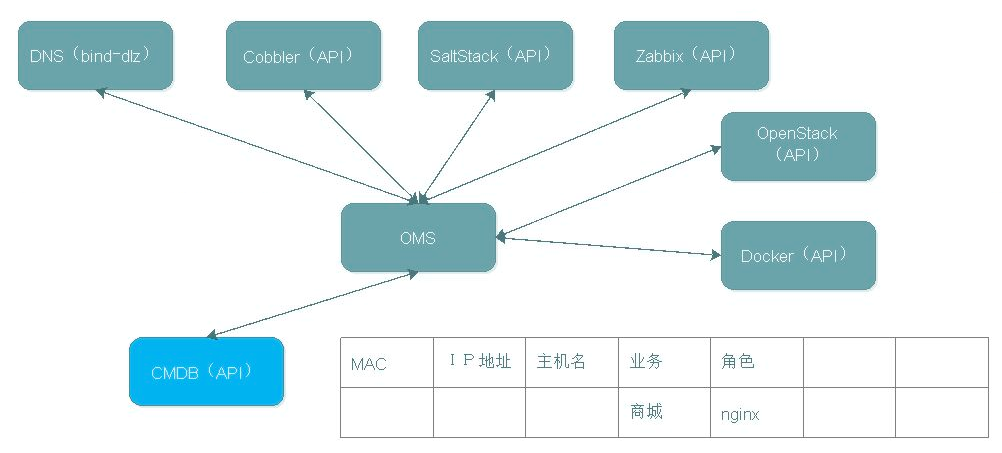 DNS（bind-dlz）
Cobbler（API）
SaltStack（API）
Zabbix（API）
OpenStack
（API）
OMS
Docker（API）
CMDB（API）
MAC
ＩＰ地址
主机名
业务
角色
商城
nginx